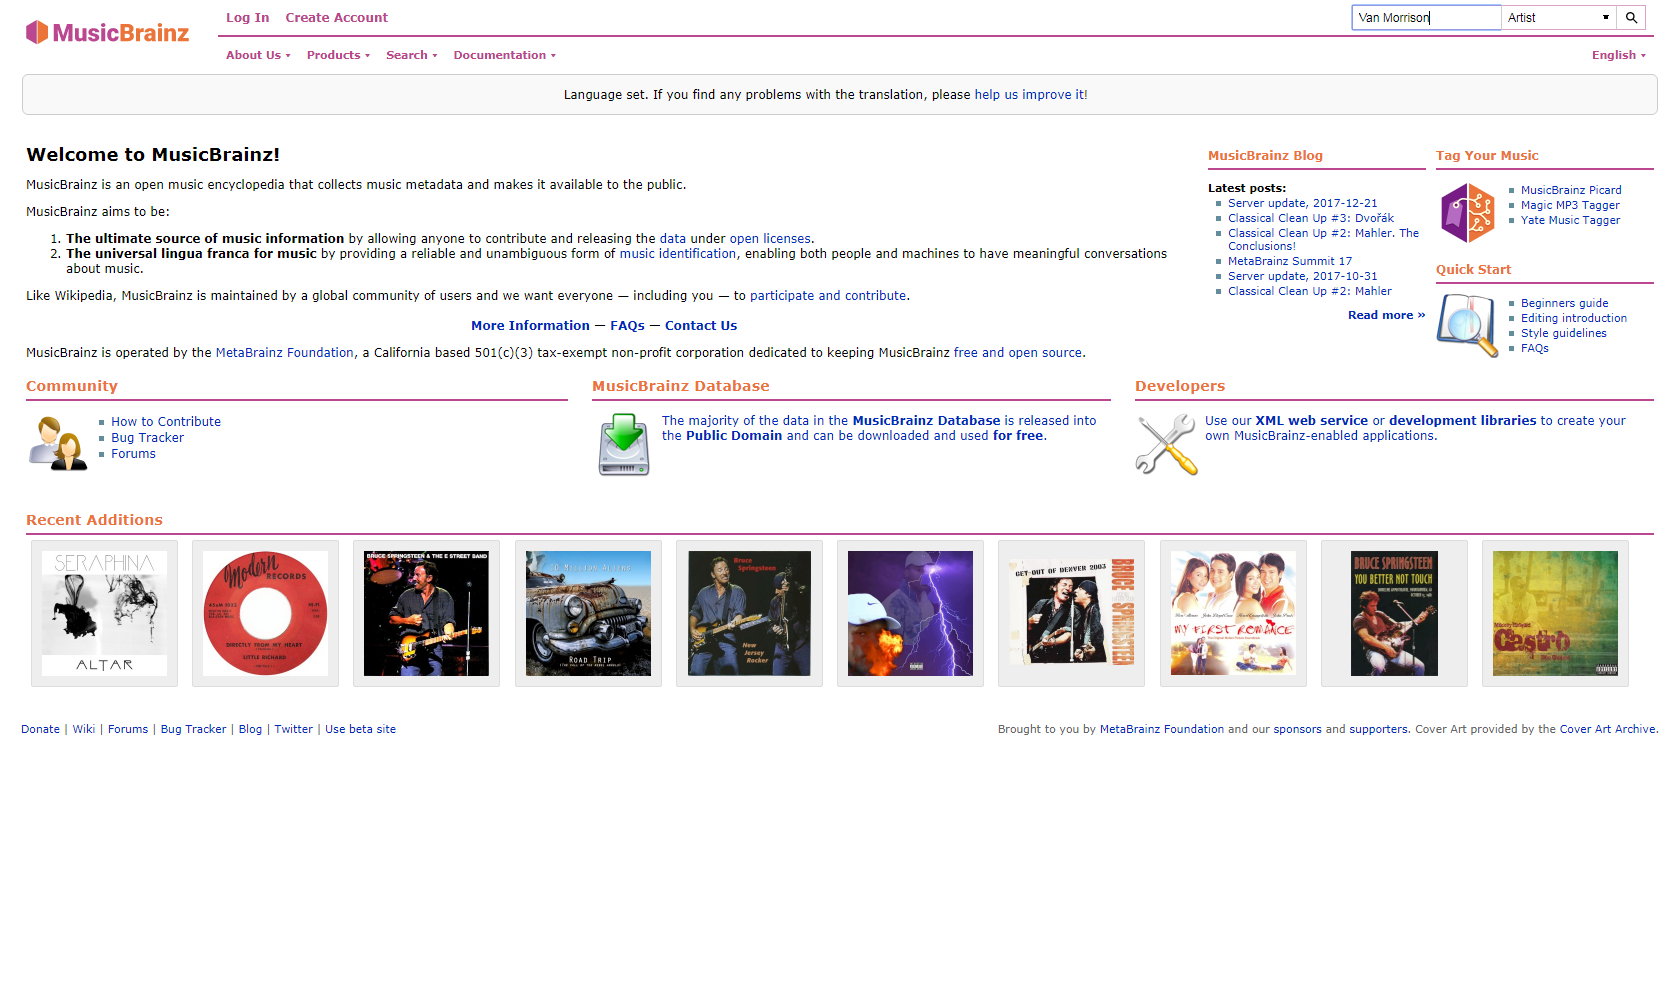 MusicBrainz
Log In Create Account
Van Morrison Artist
About Us Products Search Documentation English
Language set. If you find any problems with the translation, please help us improve it!
Welcome to MusicBrainz!
MusicBrainz is an open music encyclopedia that collects music metadata and makes it available to the public.
MusicBrainz aims to be:
1. The ultimate source of music information by allowing anyone to contribute and releasing the data under open licenses.
2. The universal lingua franca for music by providing a reliable and unambiguous form of music identification, enabling both people and machines to have meaningful conversations
about music.
Like Wikipedia, MusicBrainz is maintained by a global community of users and we want everyone — including you — to participate and contribute.
More Information — FAQs — Contact Us
MusicBrainz is operated by the MetaBrainz Foundation, a California based 501(c)(3) tax-exempt non-profit corporation dedicated to keeping MusicBrainz free and open source.
MusicBrainz Blog
Latest posts:
Server update, 2017-12-21
Classical Clean Up #3: Dvořák
Classical Clean Up #2: Mahler. The
Conclusions!
MetaBrainz Summit 17
Server update, 2017-10-31
Classical Clean Up #2: Mahler
Read more »
Tag Your Music
MusicBrainz Picard
Magic MP3 Tagger
Yate Music Tagger
Quick Start
Beginners guide
Editing introduction
Style guidelines
FAQs
Community
How to Contribute
Bug Tracker
Forums
MusicBrainz Database
The majority of the data in the MusicBrainz Database is released into
the Public Domain and can be downloaded and used for free.
Developers
Use our XML web service or development libraries to create your
own MusicBrainz-enabled applications.
Recent Additions
SERAPHINA
ALTAR
Modern
RECORDS
DIRECTLY FROM MY HEART
LITTLE RICHARD
BRUCE SPRINGSTEEN & THE E STREET BAND
ROAD TRIP
Bruce
Springsteen
New
Jersey
Rocker
GET OUT OF DENVER 2003
BRUCE SPRINGSTEEN
MY FIRST ROMANCE
BRUCE SPRINGSTEEN
YOU BETTER NOT TOUCH
Castro
Donate | Wiki | Forums | Bug Tracker | Blog | Twitter | Use beta site
Brought to you by MetaBrainz Foundation and our sponsors and supporters. Cover Art provided by the Cover Art Archive.